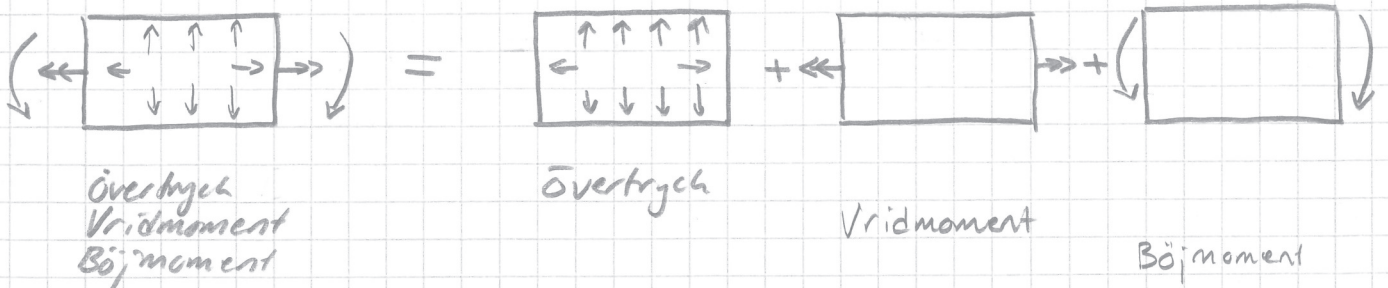 = + +
Övertryck
Vridmoment
Böjmoment
Övertryck
Vridmoment
Böjmoment